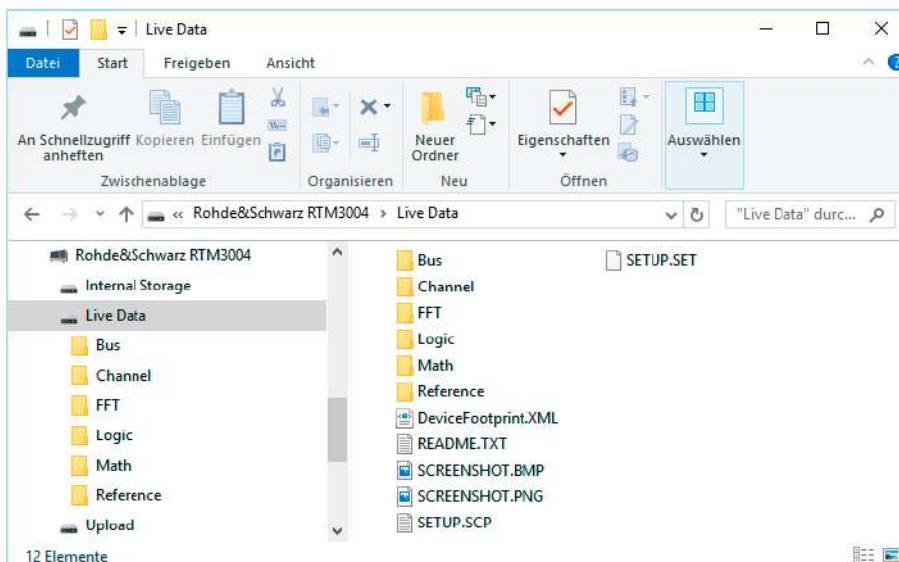 Live Data
Datei Start Freigeben Ansicht
An Schnellzugriff anheften
Kopieren
Einfügen
Neuer Ordner
Eigenschaften
Auswählen
Zwischenablage
Organisieren
Neu
Öffnen
« Rohde&Schwarz RTM3004 > Live Data
"Live Data" durc...
Rohde&Schwarz RTM3004
Internal Storage
Live Data
Bus
Channel
FFT
Logic
Math
Reference
Upload
Bus
Channel
FFT
Logic
Math
Reference
DeviceFootprint.XML
README.TXT
SCREENSHOT.BMP
SCREENSHOT.PNG
SETUP.SCP
SETUP.SET
12 Elemente